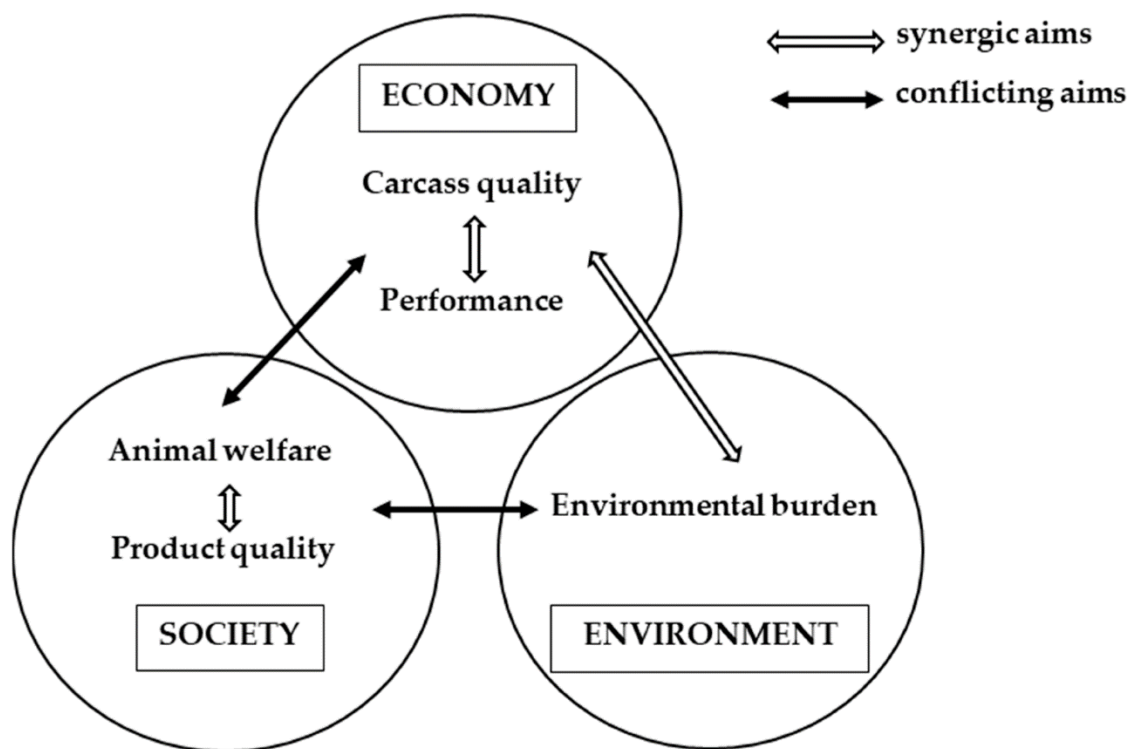 synergic aims
conflicting aims
ECONOMY
Carcass quality
Performance
Animal welfare
Product quality
SOCIETY
Environmental burden
ENVIRONMENT